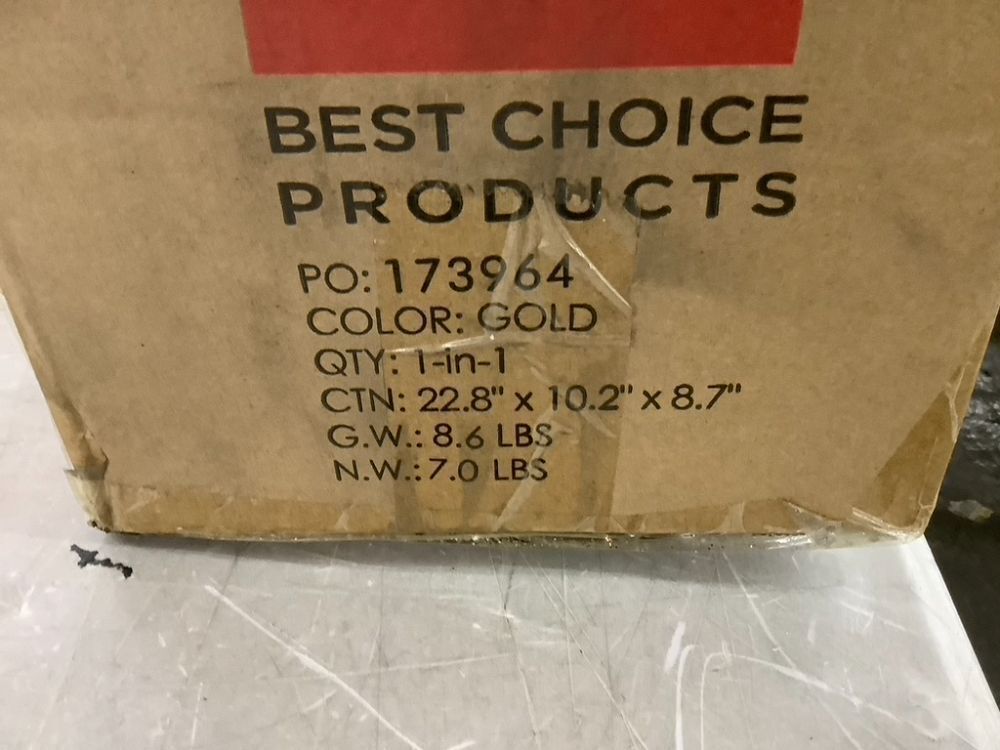 BEST CHOICE
PRODUCTS
PO: 173964
COLOR: GOLD
QTY: 1-in-1
CTN: 22.8" x 10.2" x 8.7"
G.W.: 8.6 LBS
N.W.: 7.0 LBS